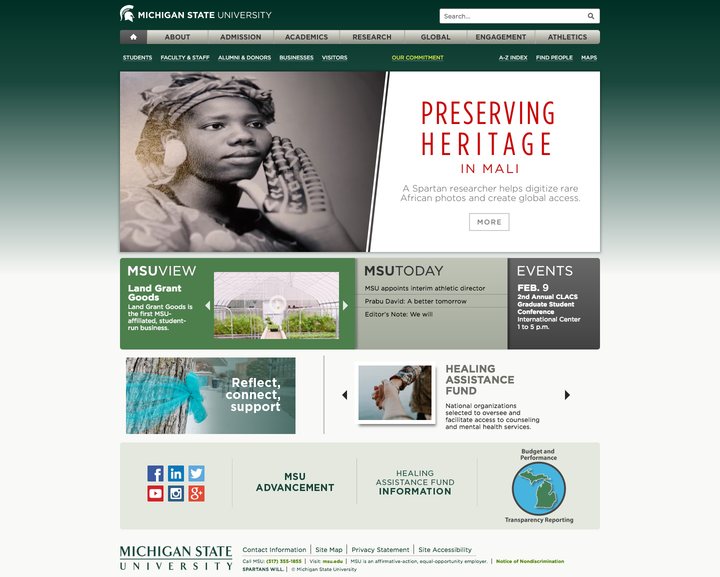 MICHIGAN STATE UNIVERSITY
Search...
ABOUT ADMISSION ACADEMICS RESEARCH GLOBAL ENGAGEMENT ATHLETICS
STUDENTS FACULTY & STAFF ALUMNI & DONORS BUSINESSES VISITORS OUR COMMITMENT A-Z INDEX FIND PEOPLE MAPS
PRESERVING
HERITAGE
IN MALI
A Spartan researcher helps digitize rare
African photos and create global access.
MORE
MSUVIEW
Land Grant
Goods
Land Grant Goods is
the first MSU-
affiliated, student-
run business.
MSUTODAY
MSU appoints interim athletic director
Prabu David: A better tomorrow
Editor's Note: We will
EVENTS
FEB. 9
2nd Annual CLACS
Graduate Student
Conference
International Center
1 to 5 p.m.
Reflect,
connect,
support
HEALING
ASSISTANCE
FUND
National organizations
selected to oversee and
facilitate access to counseling
and mental health services.
f in
g+
MSU
ADVANCEMENT
HEALING
ASSISTANCE FUND
INFORMATION
Budget and
Performance
Transparency Reporting
MICHIGAN STATE
UNIVERSITY
Contact Information | Site Map | Privacy Statement | Site Accessibility
Call MSU: (517) 355-1855 | Visit: msu.edu | MSU is an affirmative-action, equal-opportunity employer. | Notice of Nondiscrimination
SPARTANS WILL. | © Michigan State University